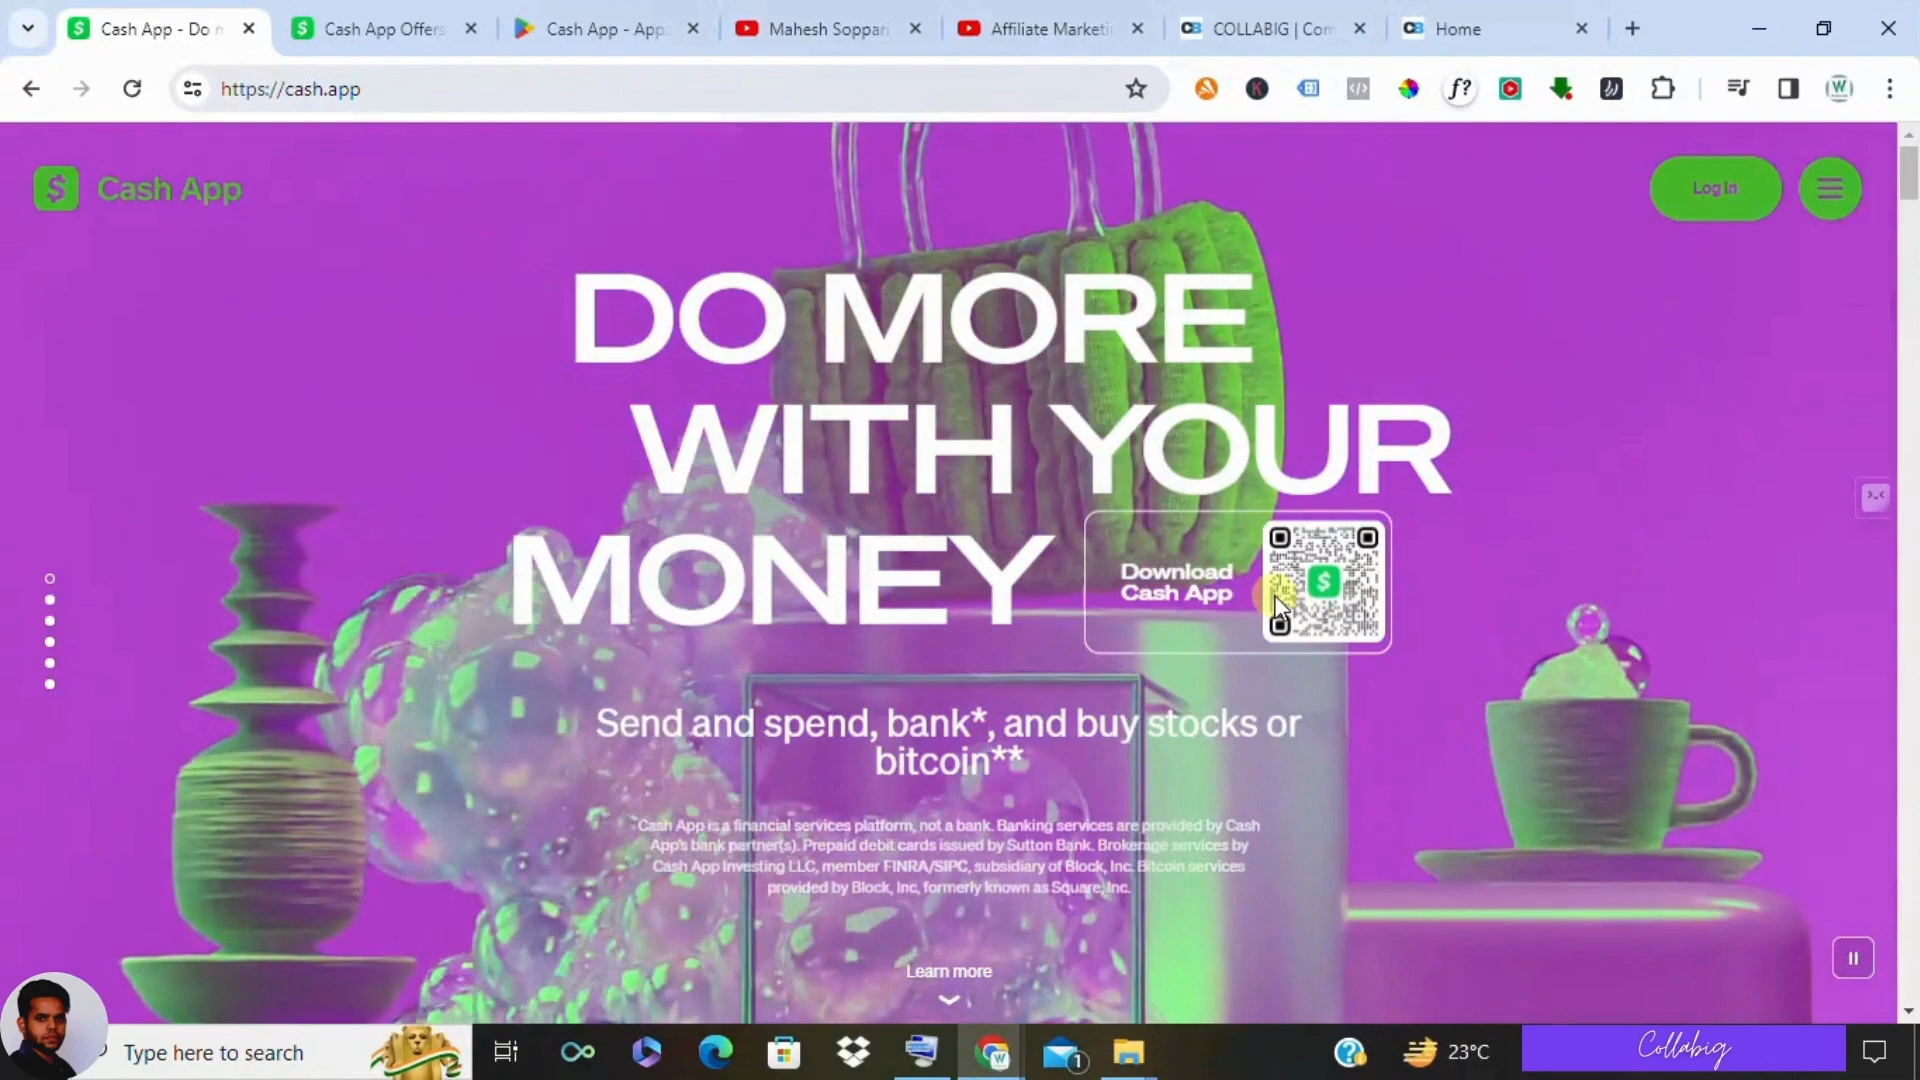 Cash App - Do m
Cash App Offers
Cash App - Apps
Mahesh Soppari
Affiliate Marketin
CB COLLABIG | Com
CB Home
https://cash.app
f?
W
$ Cash App
Log In
DO MORE
WITH YOUR
MONEY
Download
Cash App
$
Send and spend, bank*, and buy stocks or
bitcoin**
Cash App is a financial services platform, not a bank. Banking services are provided by Cash
App's bank partner(s). Prepaid debit cards issued by Sutton Bank. Brokerage services by
Cash App Investing LLC, member FINRA/SIPC, subsidiary of Block, Inc. Bitcoin services
provided by Block, Inc, formerly known as Square, Inc.
Learn more
Type here to search
1
23°C
Collabig